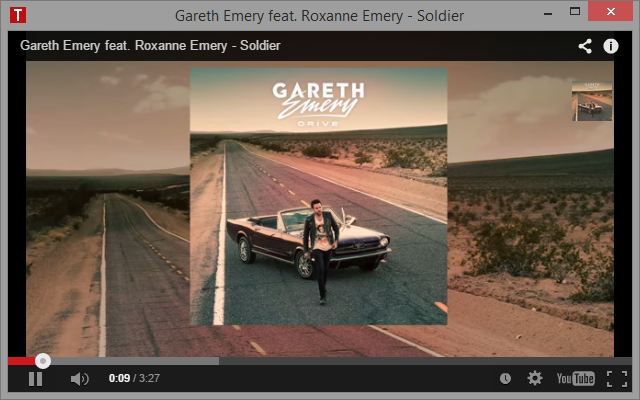 T
Gareth Emery feat. Roxanne Emery - Soldier
Gareth Emery feat. Roxanne Emery - Soldier
GARETH
Emery
DRIVE
0:09 / 3:27
YouTube